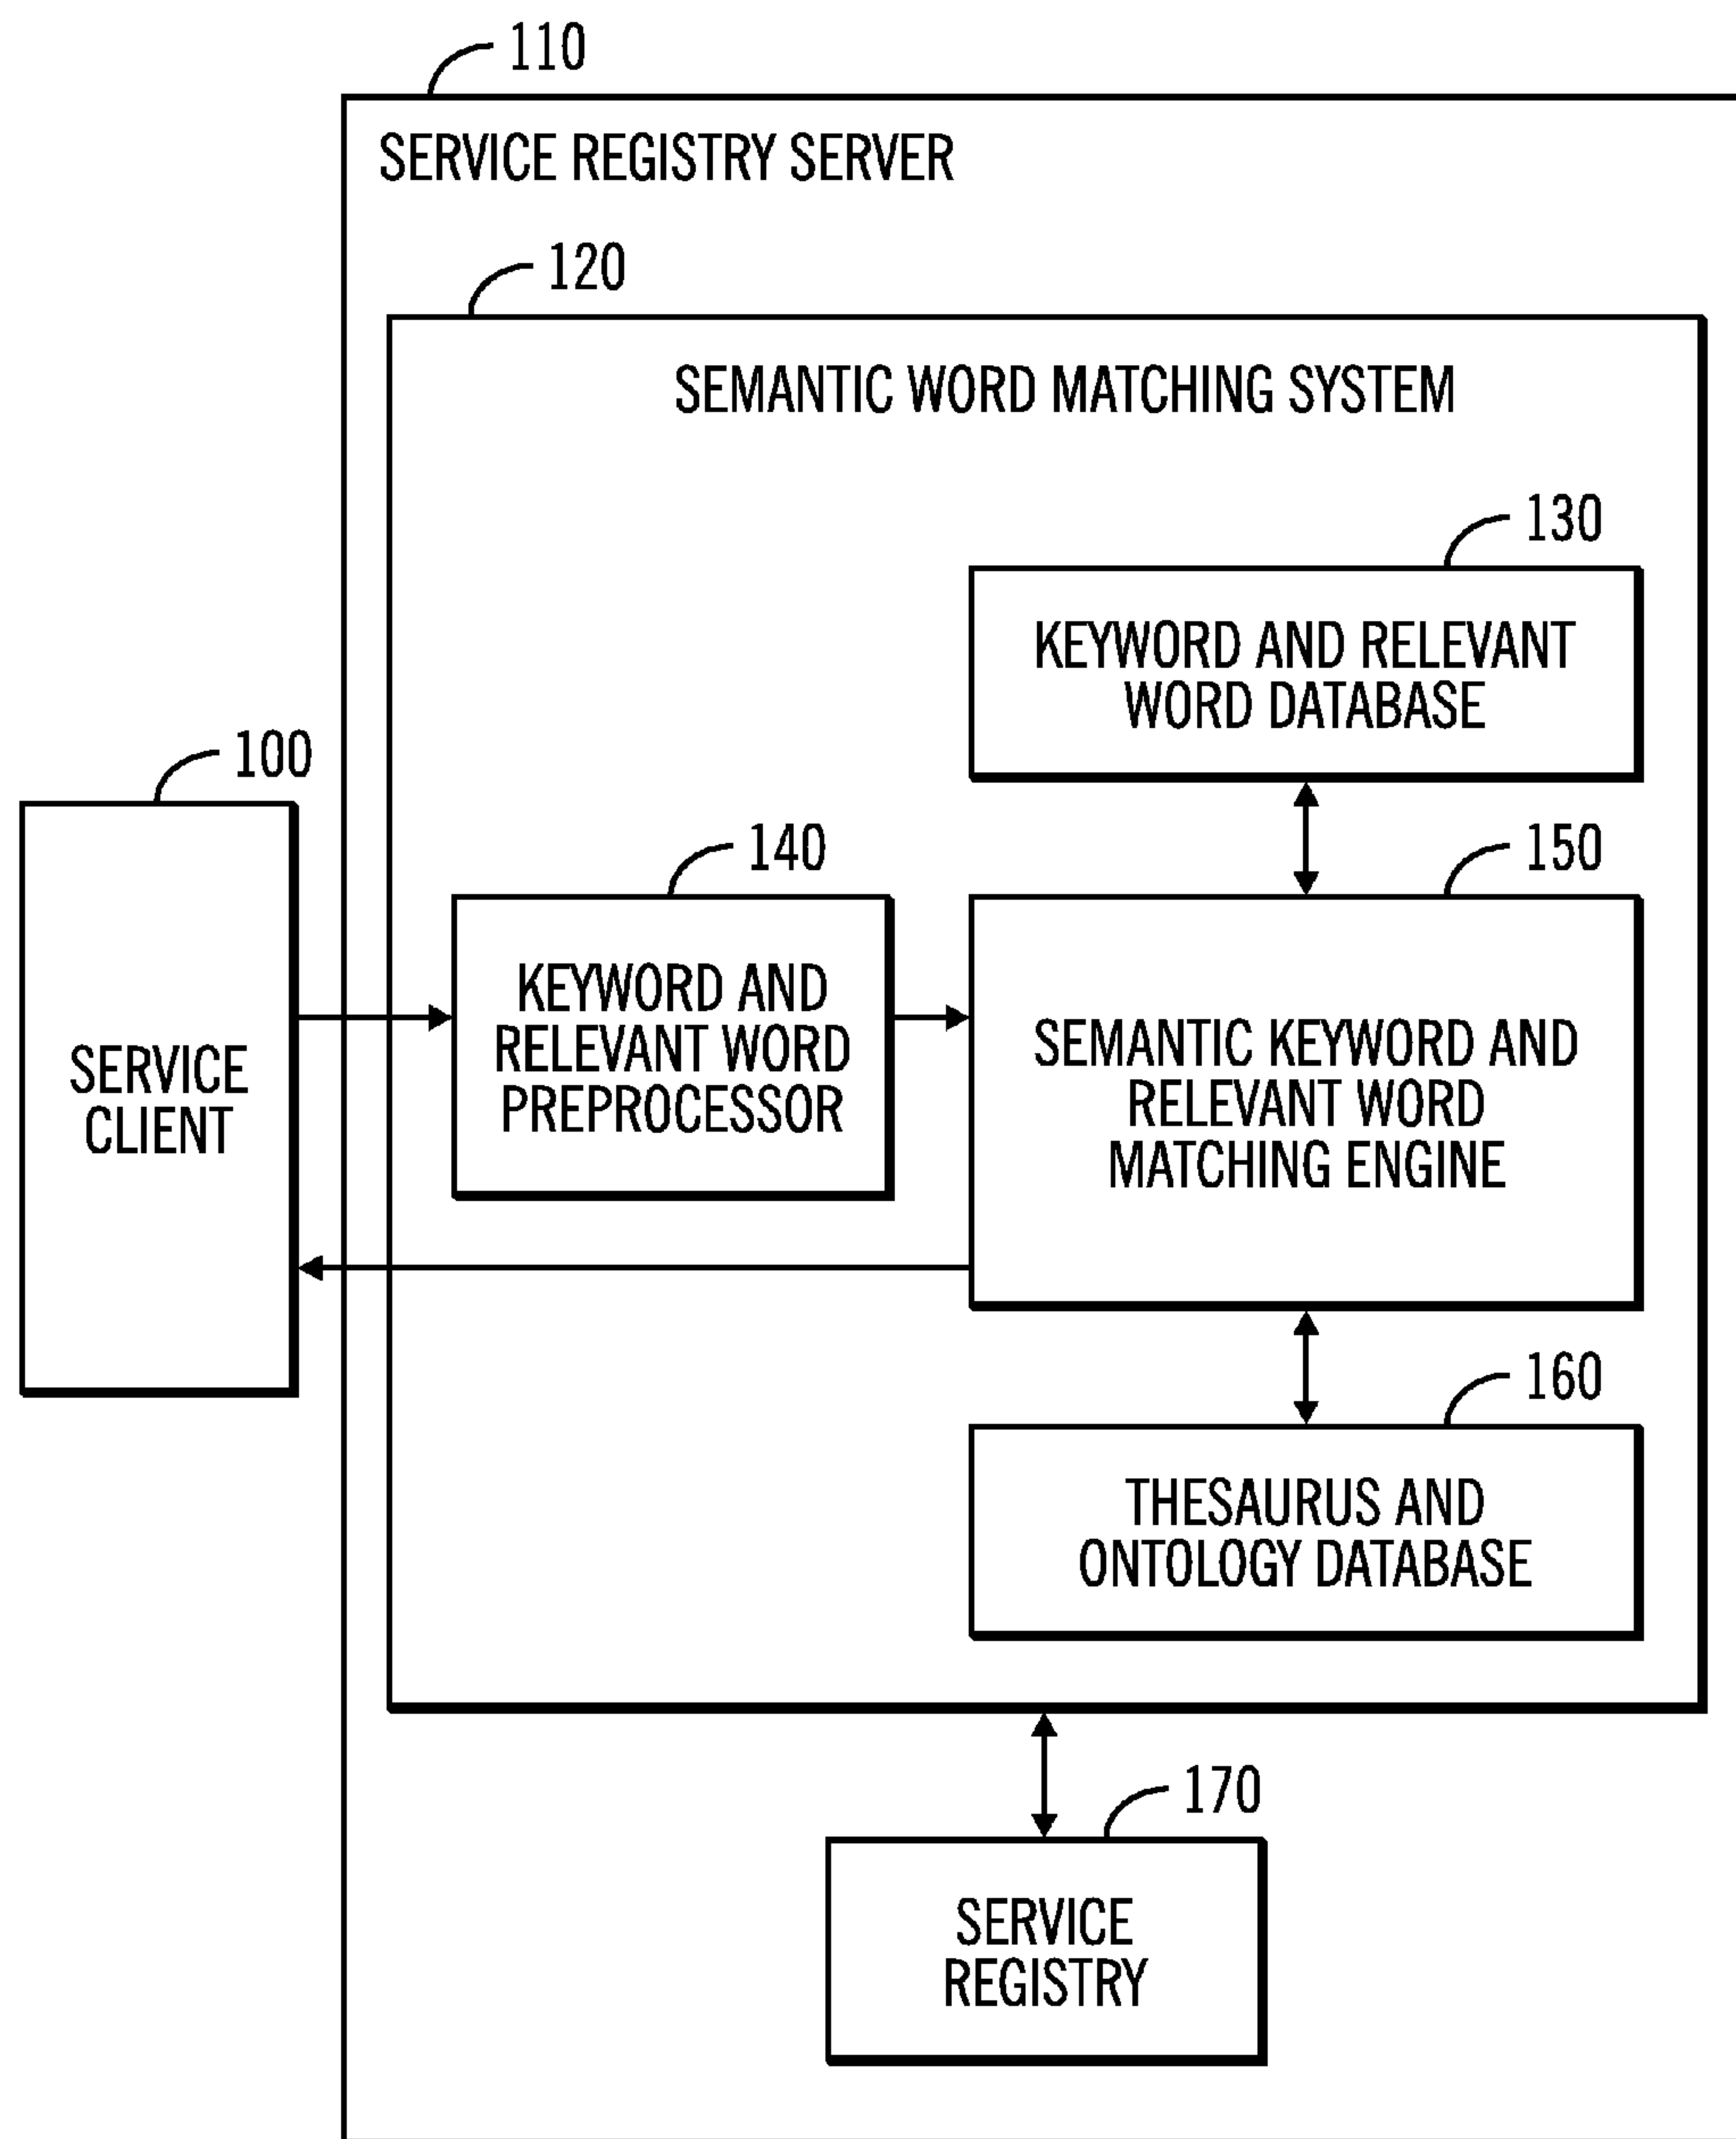 110
SERVICE REGISTRY SERVER
120
SEMANTIC WORD MATCHING SYSTEM
130
KEYWORD AND RELEVANT
WORD DATABASE
100
SERVICE
CLIENT
140
KEYWORD AND
RELEVANT WORD
PREPROCESSOR
150
SEMANTIC KEYWORD AND
RELEVANT WORD
MATCHING ENGINE
160
THESAURUS AND
ONTOLOGY DATABASE
170
SERVICE
REGISTRY